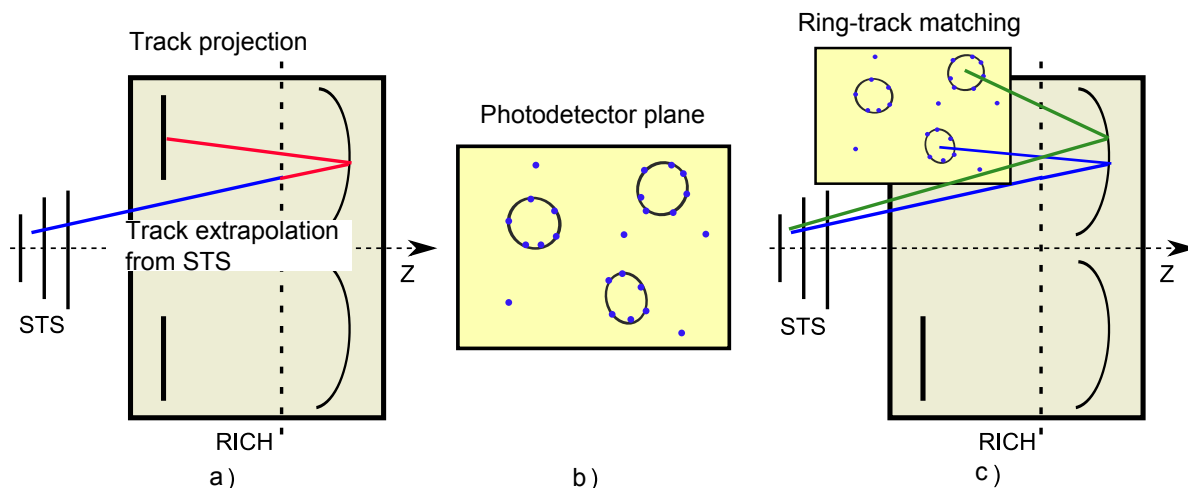 Track projection
Track extrapolation
from STS
Z
STS
RICH
a)
Photodetector plane
b)
Ring-track matching
Z
STS
RICH
c)